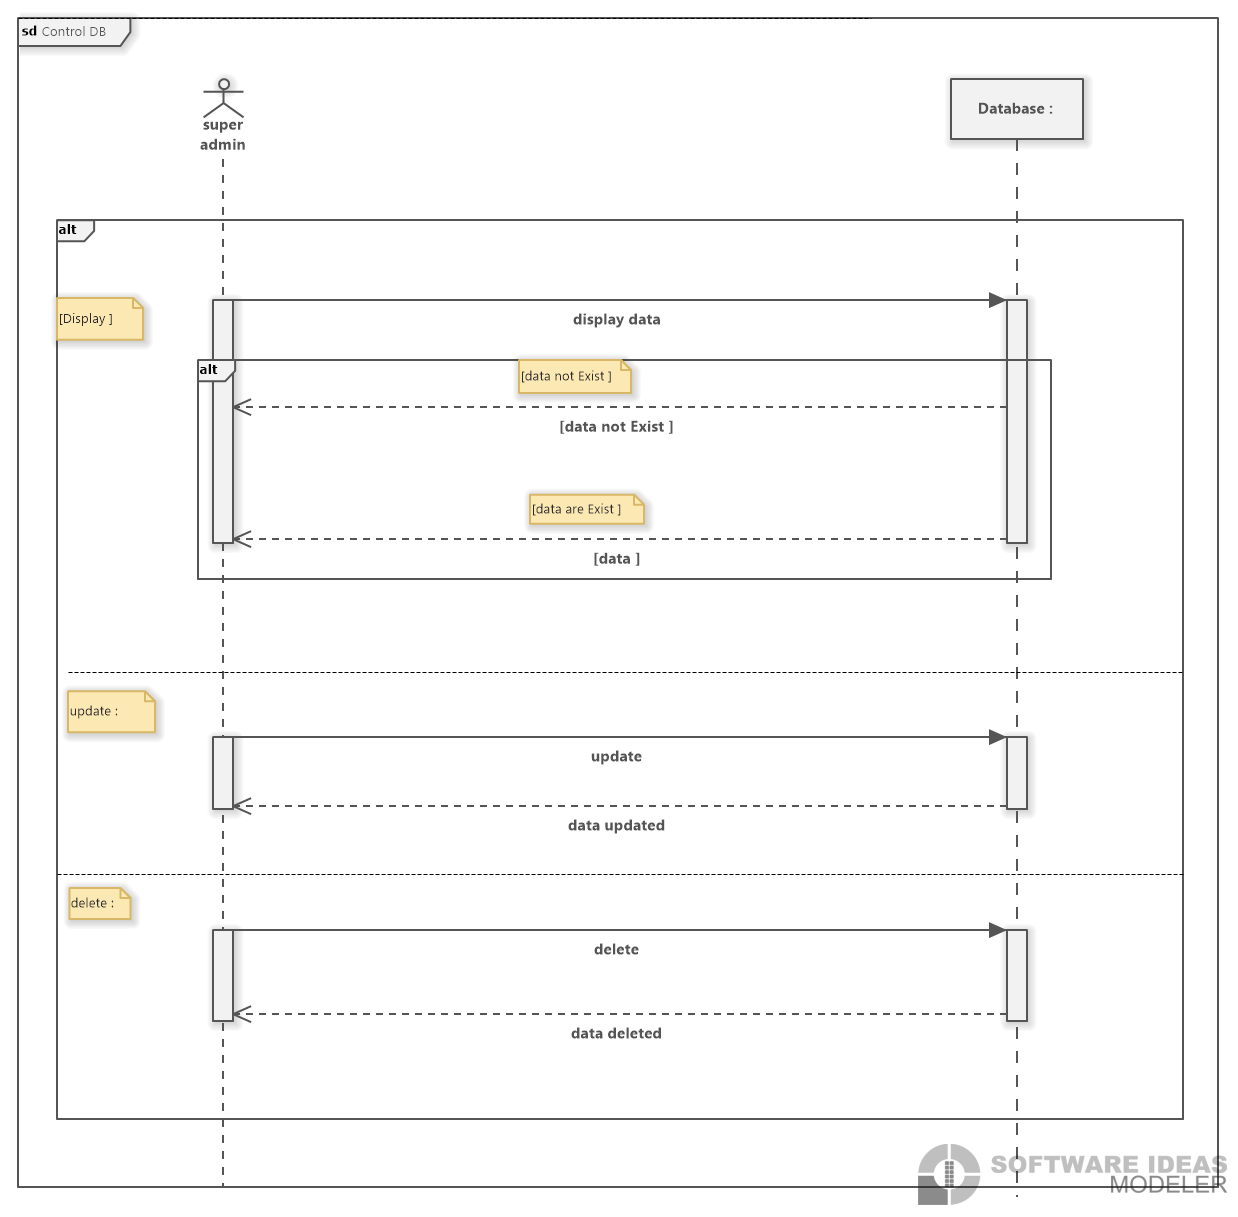 sd Control DB
super
admin
Database :
alt
[Display ]
display data
alt
[data not Exist ]
[data not Exist ]
[data are Exist ]
[data ]
update :
update
data updated
delete :
delete
data deleted
SOFTWARE IDEAS
MODELER